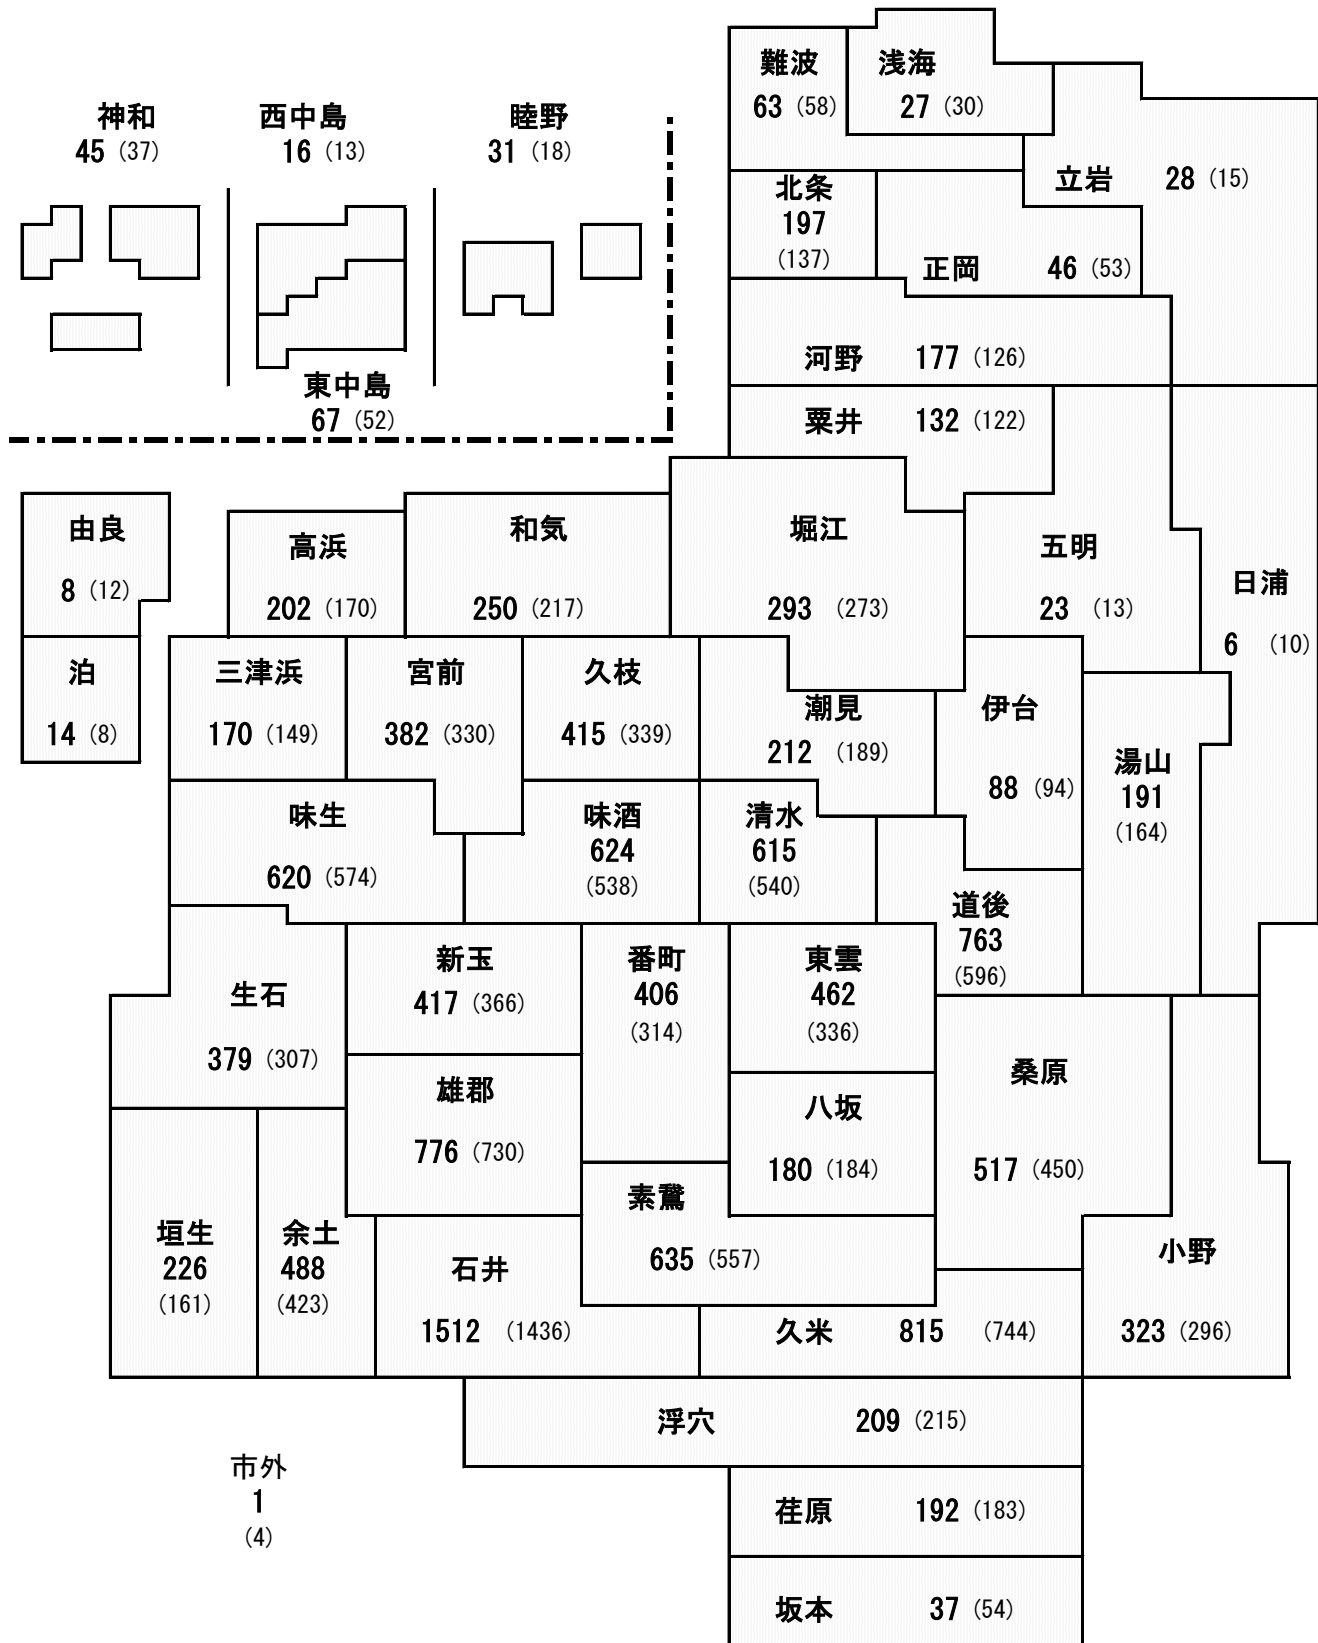 難波
63 (58)
浅海
27 (30)
神和
45 (37)
西中島
16 (13)
睦野
31 (18)
立岩 28 (15)
北条
197
(137)
正岡 46 (53)
河野 177 (126)
東中島
67 (52)
粟井 132 (122)
由良
8 (12)
高浜
202 (170)
和気
250 (217)
堀江
293 (273)
五明
23 (13)
日浦
6 (10)
泊
14 (8)
三津浜
170 (149)
宮前
382 (330)
久枝
415 (339)
潮見
212 (189)
伊台
88 (94)
湯山
191
(164)
味生
620 (574)
味酒
624
(538)
清水
615
(540)
道後
763
(596)
生石
379 (307)
新玉
417 (366)
番町
406
(314)
東雲
462
(336)
桑原
517 (450)
雄郡
776 (730)
八坂
180 (184)
素鵞
635 (557)
垣生
226
(161)
余土
488
(423)
石井
1512 (1436)
久米 815 (744)
小野
323 (296)
浮穴 209 (215)
市外
1
(4)
荏原 192 (183)
坂本 37 (54)